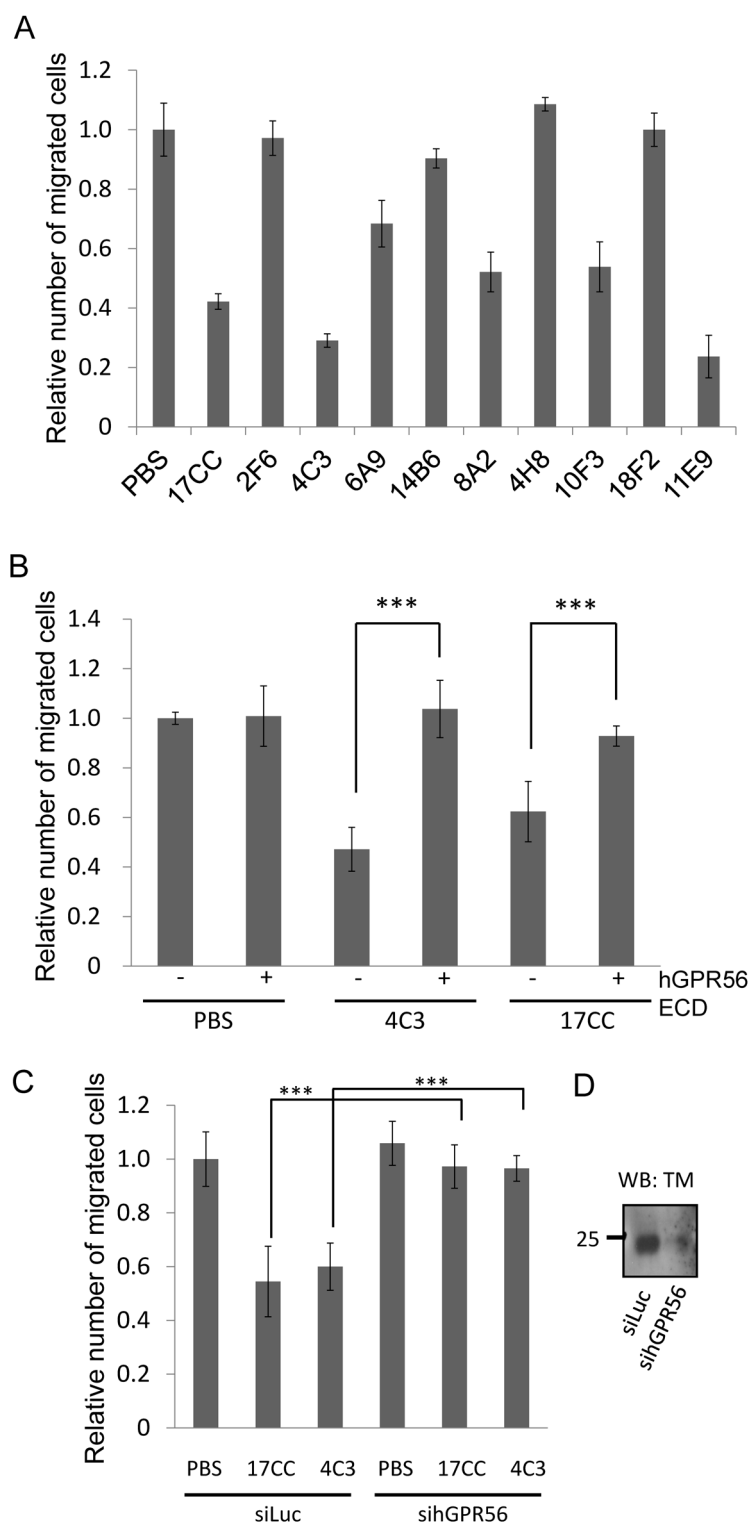 A
Relative number of migrated cells
1.2
1.0
0.8
0.6
0.4
0.2
0
PBS 17CC 2F6 4C3 6A9 14B6 8A2 4H8 10F3 18F2 11E9
B
Relative number of migrated cells
1.4
1.2
1.0
0.8
0.6
0.4
0.2
0
*** ***
- + - + - + hGPR56
ECD
PBS 4C3 17CC
C
Relative number of migrated cells
1.2
1.0
0.8
0.6
0.4
0.2
0
*** ***
PBS 17CC 4C3 PBS 17CC 4C3
siLuc sihGPR56
D
WB: TM
25
siLuc
sihGPR56